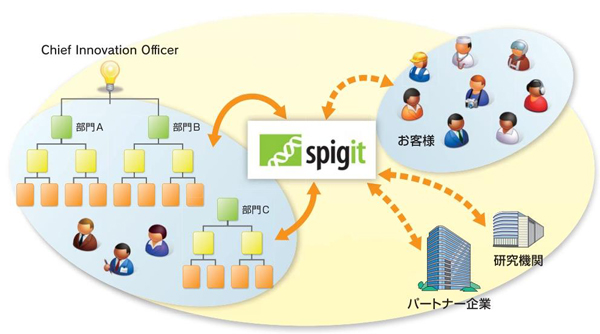 Chief Innovation Officer
部門A
部門B
部門C
spigit
お客様
研究機関
パートナー企業